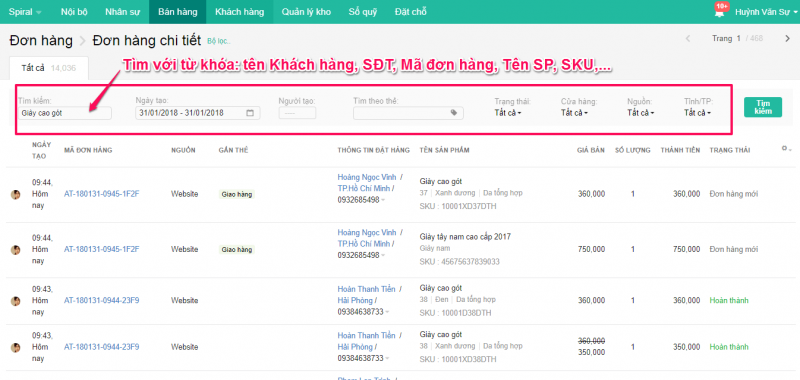 Spiral Nội bộ Nhân sự Bán hàng Khách hàng Quản lý kho Sổ quỹ Đặt chỗ 10+ Huỳnh Văn Sự
Đơn hàng > Đơn hàng chi tiết Bộ lọc.. Trang 1 / 468
Tất cả 14,036
Tìm với từ khóa: tên Khách hàng, SĐT, Mã đơn hàng, Tên SP, SKU,...
Tìm kiếm: Ngày tạo: Người tạo: Tìm theo thẻ: Trạng thái: Cửa hàng: Nguồn: Tỉnh/TP:
Giày cao gót 31/01/2018 - 31/01/2018 Tất cả Tất cả Tất cả Tất cả
Tìm kiếm
NGÀY TẠO MÃ ĐƠN HÀNG NGUỒN GẮN THẺ THÔNG TIN ĐẶT HÀNG TÊN SẢN PHẨM GIÁ BÁN SỐ LƯỢNG THÀNH TIỀN TRẠNG THÁI
09:44, Hôm nay
AT-180131-0945-1F2F
Website
Giao hàng
Hoàng Ngọc Vinh /
TP.Hồ Chí Minh /
0932685498
Giày cao gót
37 | Xanh dương | Da tổng hợp
SKU : 10001XD37DTH
360,000 1 360,000 Đơn hàng mới
09:44, Hôm nay
AT-180131-0945-1F2F
Website
Giao hàng
Hoàng Ngọc Vinh /
TP.Hồ Chí Minh /
0932685498
Giày tây nam cao cấp 2017
Giày nam
SKU : 45675637839033
750,000 1 750,000 Đơn hàng mới
09:43, Hôm nay
AT-180131-0944-23F9
Website
Hoàn Thanh Tiền /
Hải Phòng /
09384638733
Giày cao gót
38 | Đen | Da tổng hợp
SKU : 10001D38DTH
360,000 1 360,000 Hoàn thành
09:43, Hôm nay
AT-180131-0944-23F9
Website
Hoàn Thanh Tiền /
Hải Phòng /
09384638733
Giày cao gót
38 | Xanh dương | Da tổng hợp
SKU : 10001XD38DTH
360,000
350,000 1 350,000 Hoàn thành